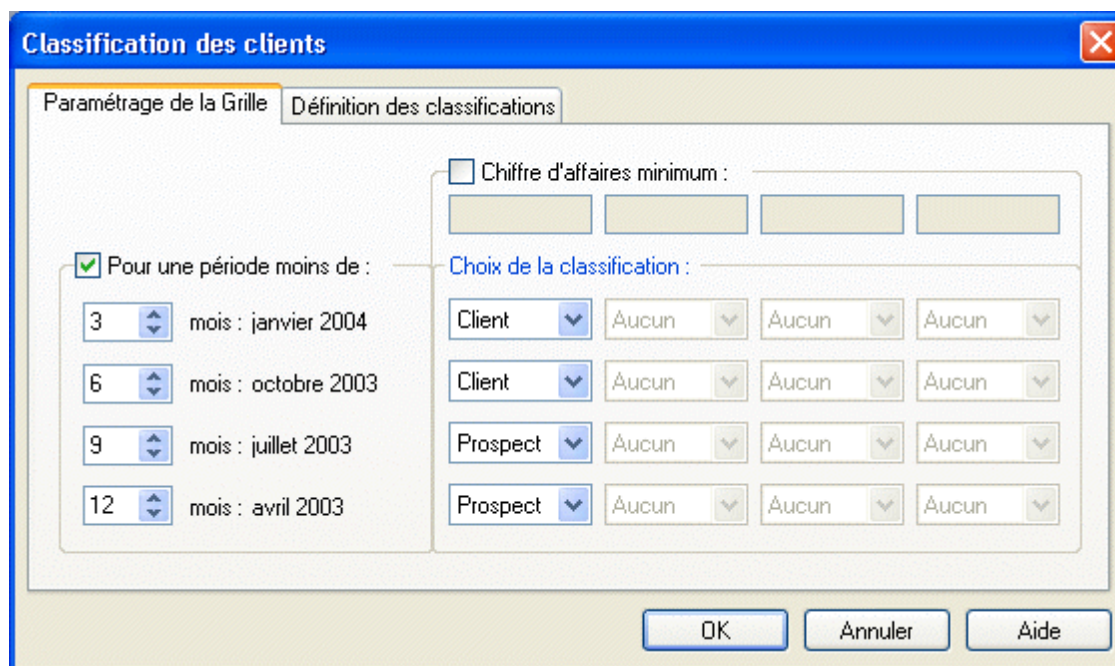 Classification des clients
Paramétrage de la Grille Définition des classifications
Chiffre d'affaires minimum :
Pour une période moins de : Choix de la classification :
3 mois : janvier 2004 Client Aucun Aucun Aucun
6 mois : octobre 2003 Client Aucun Aucun Aucun
9 mois : juillet 2003 Prospect Aucun Aucun Aucun
12 mois : avril 2003 Prospect Aucun Aucun Aucun
OK Annuler Aide